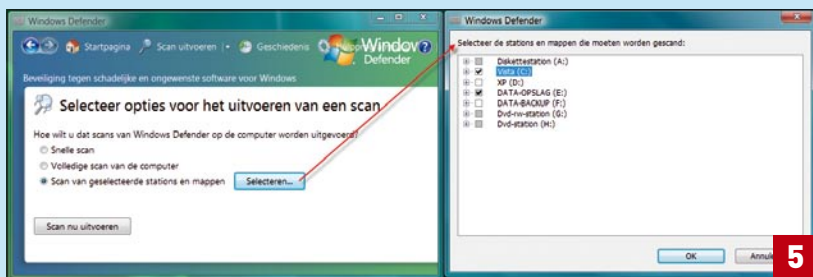 Windows Defender
Startpagina Scan uitvoeren Geschiedenis
Windows Defender
Beveiliging tegen schadelijke en ongewenste software voor Windows
Selecteer opties voor het uitvoeren van een scan
Hoe wilt u dat scans van Windows Defender op de computer worden uitgevoerd?
Snelle scan
Volledige scan van de computer
Scan van geselecteerde stations en mappen Selecteren...
Scan nu uitvoeren
Windows Defender
Selecteer de stations en mappen die moeten worden gescand:
Diskettestation (A:)
Vista (C:)
XP (D:)
DATA-OPSLAG (E:)
DATA-BACKUP (F:)
Dvd-rw-station (G:)
Dvd-station (H:)
OK Annul
5